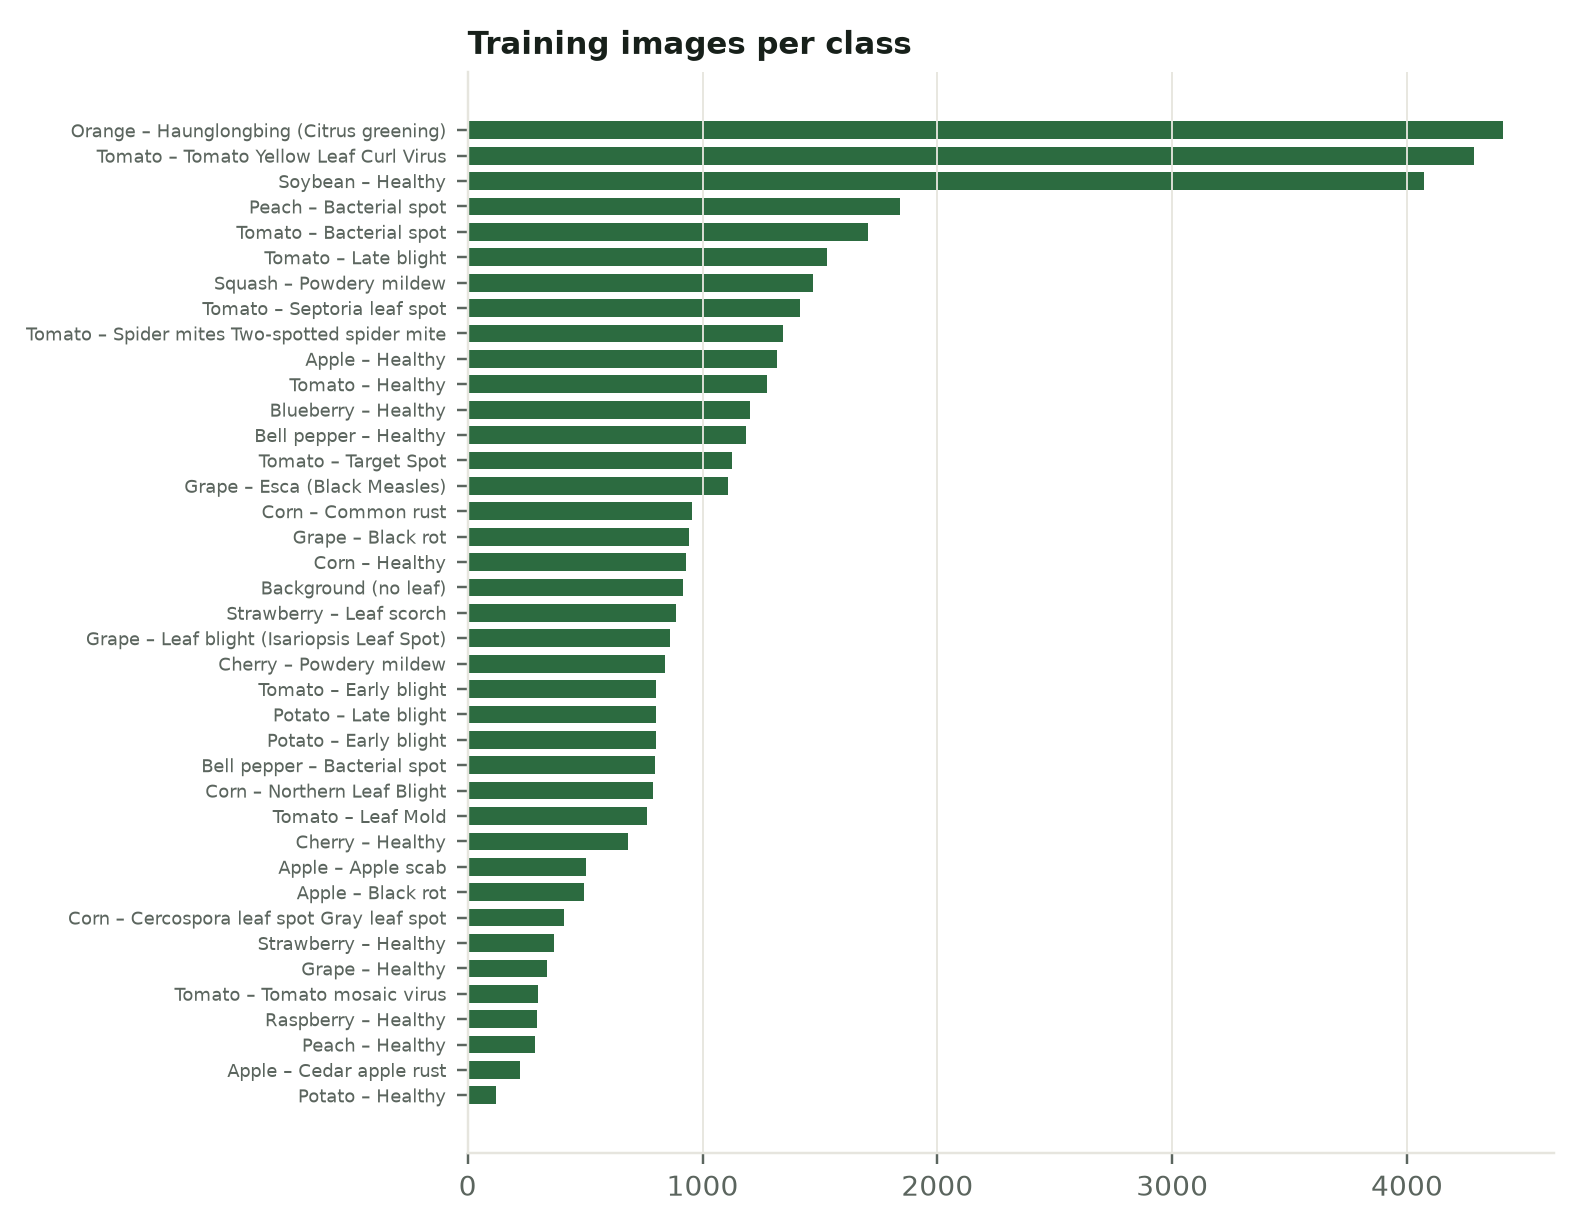 Training images per class
Orange – Haunglongbing (Citrus greening)
Tomato – Tomato Yellow Leaf Curl Virus
Soybean – Healthy
Peach – Bacterial spot
Tomato – Bacterial spot
Tomato – Late blight
Squash – Powdery mildew
Tomato – Septoria leaf spot
Tomato – Spider mites Two-spotted spider mite
Apple – Healthy
Tomato – Healthy
Blueberry – Healthy
Bell pepper – Healthy
Tomato – Target Spot
Grape – Esca (Black Measles)
Corn – Common rust
Grape – Black rot
Corn – Healthy
Background (no leaf)
Strawberry – Leaf scorch
Grape – Leaf blight (Isariopsis Leaf Spot)
Cherry – Powdery mildew
Tomato – Early blight
Potato – Late blight
Potato – Early blight
Bell pepper – Bacterial spot
Corn – Northern Leaf Blight
Tomato – Leaf Mold
Cherry – Healthy
Apple – Apple scab
Apple – Black rot
Corn – Cercospora leaf spot Gray leaf spot
Strawberry – Healthy
Grape – Healthy
Tomato – Tomato mosaic virus
Raspberry – Healthy
Peach – Healthy
Apple – Cedar apple rust
Potato – Healthy
0 1000 2000 3000 4000